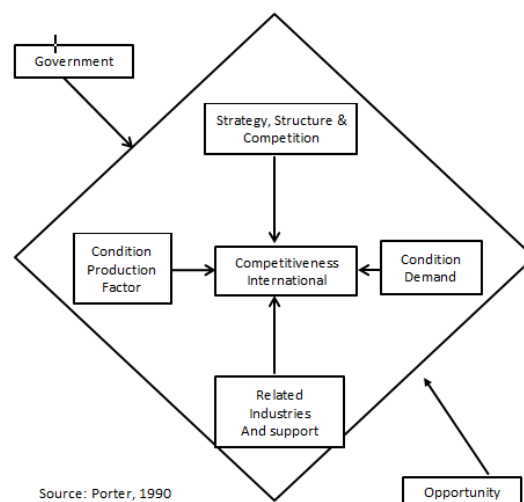 Government
Strategy, Structure &
Competition
Condition
Production
Factor
Competitiveness
International
Condition
Demand
Related
Industries
And support
Source: Porter, 1990
Opportunity